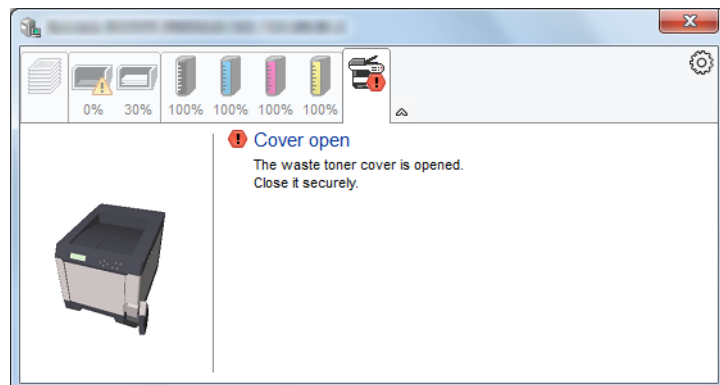 0% 30% 100% 100% 100% 100%
Cover open
The waste toner cover is opened.
Close it securely.